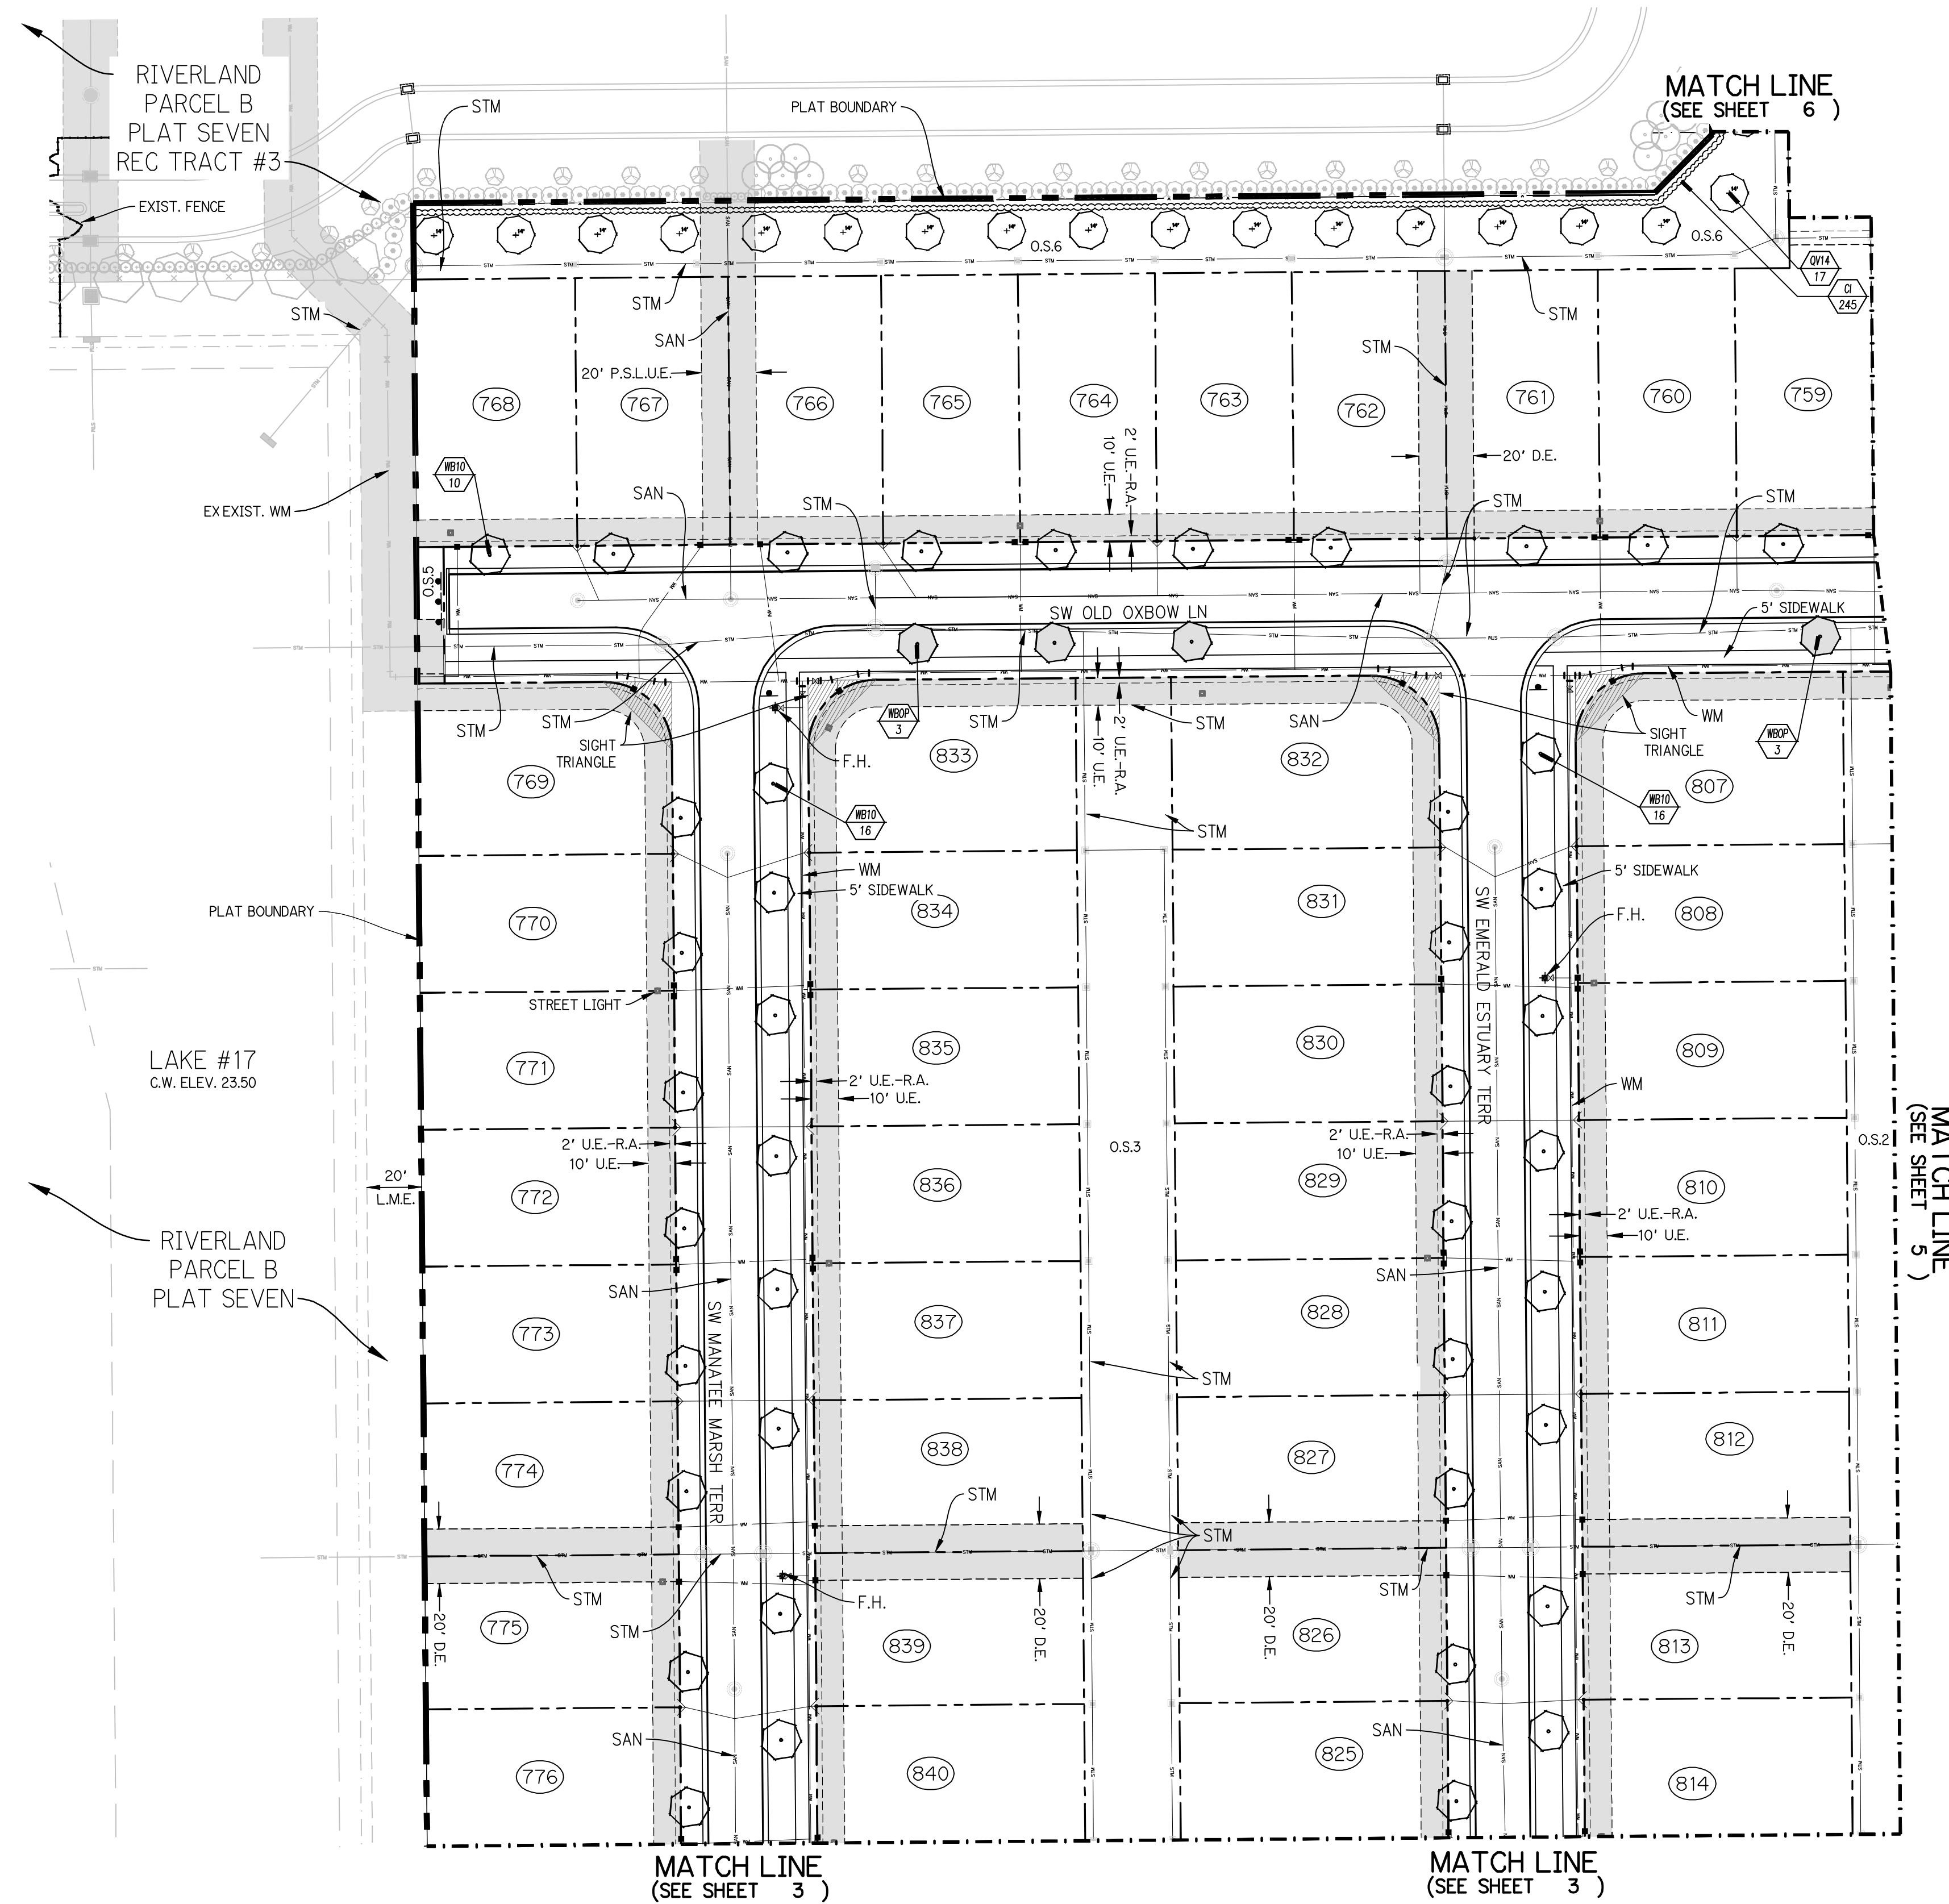 RIVERLAND
PARCEL B
PLAT SEVEN
REC TRACT #3
EXIST. FENCE
STM
PLAT BOUNDARY
MATCH LINE
(SEE SHEET 6 )
O.S.6
O.S.6
QV14
17
CI
245
STM
STM
SAN
STM
STM
20' P.S.L.U.E.
768
767
766
765
764
763
762
761
760
759
2' U.E.-R.A.
10' U.E.
20' D.E.
WB10
10
EX EXIST. WM
SAN
STM
STM
STM
O.S.5
SW OLD OXBOW LN
5' SIDEWALK
STM
STM
SIGHT
TRIANGLE
F.H.
WBOP
3
STM
2' U.E.-R.A.
10' U.E.
STM
SAN
WM
SIGHT
TRIANGLE
WBOP
3
769
833
832
807
WB10
16
WB10
16
STM
WM
5' SIDEWALK
5' SIDEWALK
PLAT BOUNDARY
770
834
831
808
F.H.
SW EMERALD ESTUARY TERR
STREET LIGHT
LAKE #17
C.W. ELEV. 23.50
771
835
830
809
2' U.E.-R.A.
10' U.E.
WM
2' U.E.-R.A.
10' U.E.
O.S.3
2' U.E.-R.A.
10' U.E.
O.S.2
MATCH LINE
(SEE SHEET 5 )
20'
L.M.E.
772
836
829
810
2' U.E.-R.A.
10' U.E.
RIVERLAND
PARCEL B
PLAT SEVEN
SAN
SAN
SW MANATEE MARSH TERR
773
837
828
811
STM
774
838
827
812
STM
STM
STM
STM
STM
F.H.
STM
20' D.E.
20' D.E.
20' D.E.
20' D.E.
775
839
826
813
SAN
SAN
776
840
825
814
MATCH LINE
(SEE SHEET 3 )
MATCH LINE
(SEE SHEET 3 )